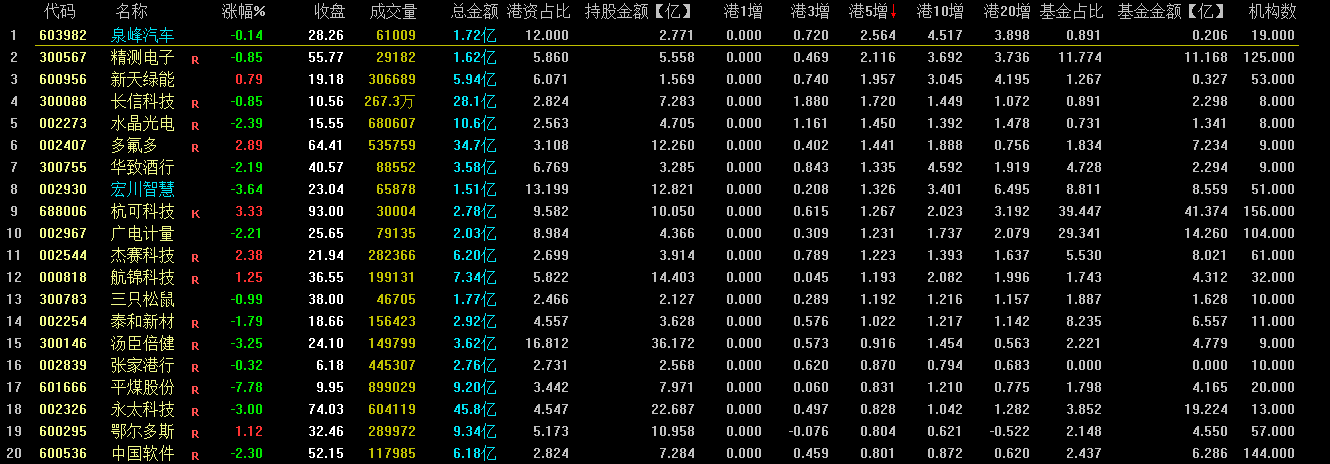 代码 名称 涨幅% 收盘 成交量 总金额 港资占比 持股金额【亿】 港1增 港3增 港5增↓ 港10增 港20增 基金占比 基金金额【亿】 机构数
1 603982 泉峰汽车 -0.14 28.26 61009 1.72亿 12.000 2.771 0.000 0.720 2.564 4.517 3.898 0.891 0.206 19.000
2 300567 精测电子 R -0.85 55.77 29182 1.62亿 5.860 5.558 0.000 0.469 2.116 3.692 3.736 11.774 11.168 125.000
3 600956 新天绿能 0.79 19.18 306689 5.94亿 6.071 1.569 0.000 0.740 1.957 3.045 4.195 1.267 0.327 53.000
4 300088 长信科技 R -0.85 10.56 267.3万 28.1亿 2.824 7.283 0.000 1.880 1.720 1.449 1.072 0.891 2.298 8.000
5 002273 水晶光电 R -2.39 15.55 680607 10.6亿 2.563 4.705 0.000 1.161 1.450 1.392 1.478 0.731 1.341 8.000
6 002407 多氟多 R 2.89 64.41 535759 34.7亿 3.108 12.260 0.000 0.402 1.441 1.888 0.756 1.834 7.234 9.000
7 300755 华致酒行 -2.19 40.57 88552 3.58亿 6.769 3.285 0.000 0.843 1.335 4.592 1.919 4.728 2.294 9.000
8 002930 宏川智慧 -3.64 23.04 65878 1.51亿 13.199 12.821 0.000 0.205 1.326 3.401 6.495 8.811 8.559 51.000
9 688006 杭可科技 K 3.33 93.00 30004 2.78亿 9.582 10.050 0.000 0.615 1.267 2.023 3.192 39.447 41.374 156.000
10 002967 广电计量 -2.21 25.65 79135 2.03亿 8.984 4.366 0.000 0.309 1.231 1.737 2.079 29.341 14.260 104.000
11 002544 杰赛科技 R 2.38 21.94 282366 6.20亿 2.699 3.914 0.000 0.789 1.223 1.393 1.637 5.530 8.021 61.000
12 000818 航锦科技 R 1.25 36.55 199131 7.34亿 5.822 14.403 0.000 0.045 1.193 2.082 1.996 1.743 4.312 32.000
13 300783 三只松鼠 -0.99 38.00 46705 1.77亿 2.466 2.127 0.000 0.289 1.192 1.216 1.157 1.887 1.628 10.000
14 002254 泰和新材 R -1.79 18.66 156423 2.92亿 4.557 3.628 0.000 0.576 1.022 1.217 1.142 8.235 6.557 11.000
15 300146 汤臣倍健 R -3.25 24.10 149799 3.62亿 16.812 36.172 0.000 0.573 0.916 1.454 0.563 2.221 4.779 9.000
16 002839 张家港行 R -0.32 6.18 445307 2.76亿 2.731 2.568 0.000 0.620 0.870 0.794 0.683 0.000 0.000 10.000
17 601666 平煤股份 R -7.78 9.95 899029 9.20亿 3.442 7.971 0.000 0.060 0.831 1.210 0.775 1.798 4.165 20.000
18 002326 永太科技 R -3.00 74.03 604119 45.8亿 4.547 22.687 0.000 0.497 0.828 1.042 1.282 3.852 19.224 13.000
19 600295 鄂尔多斯 R 1.12 32.46 289972 9.34亿 5.173 10.958 0.000 -0.076 0.804 0.621 -0.522 2.148 4.550 57.000
20 600536 中国软件 R -2.30 52.15 117985 6.18亿 2.824 7.284 0.000 0.459 0.801 0.872 0.620 2.437 6.286 144.000